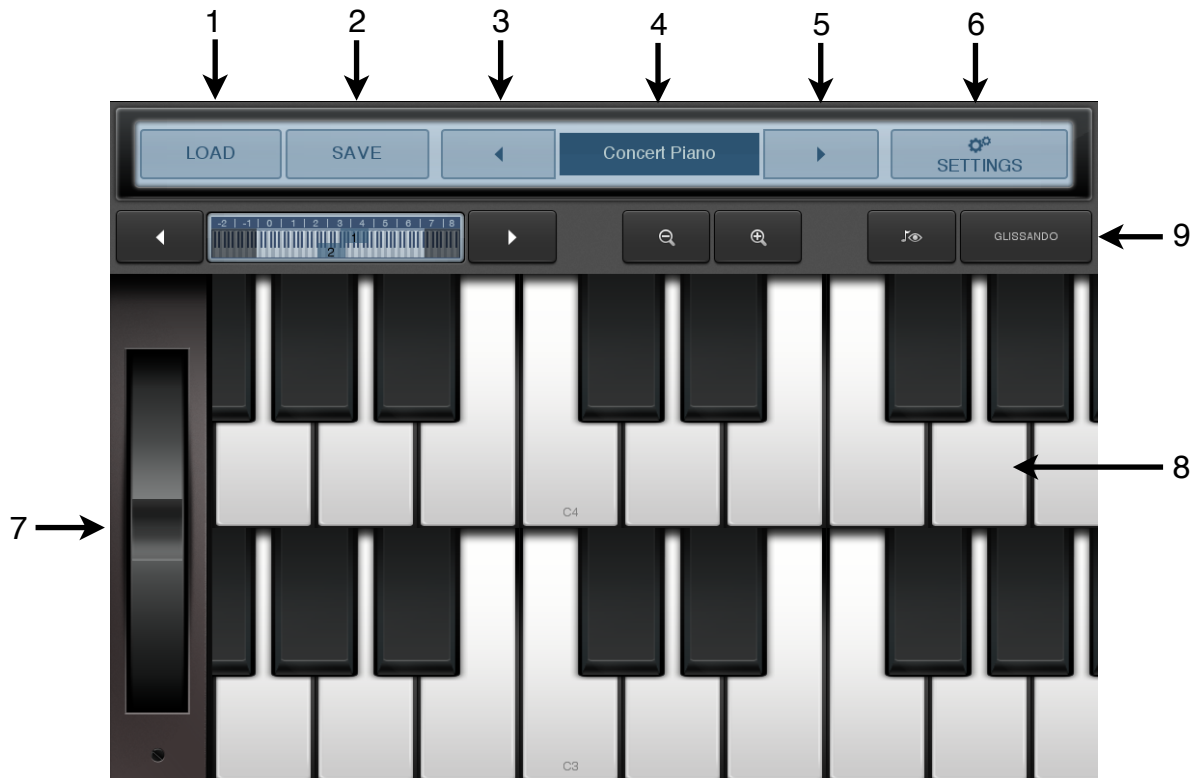 1 2 3 4 5 6
LOAD SAVE Concert Piano SETTINGS
-2 | -1 | 0 | 1 | 2 | 3 | 4 | 5 | 6 | 7 | 8
1
2
GLISSANDO 9
8
C4
7
C3